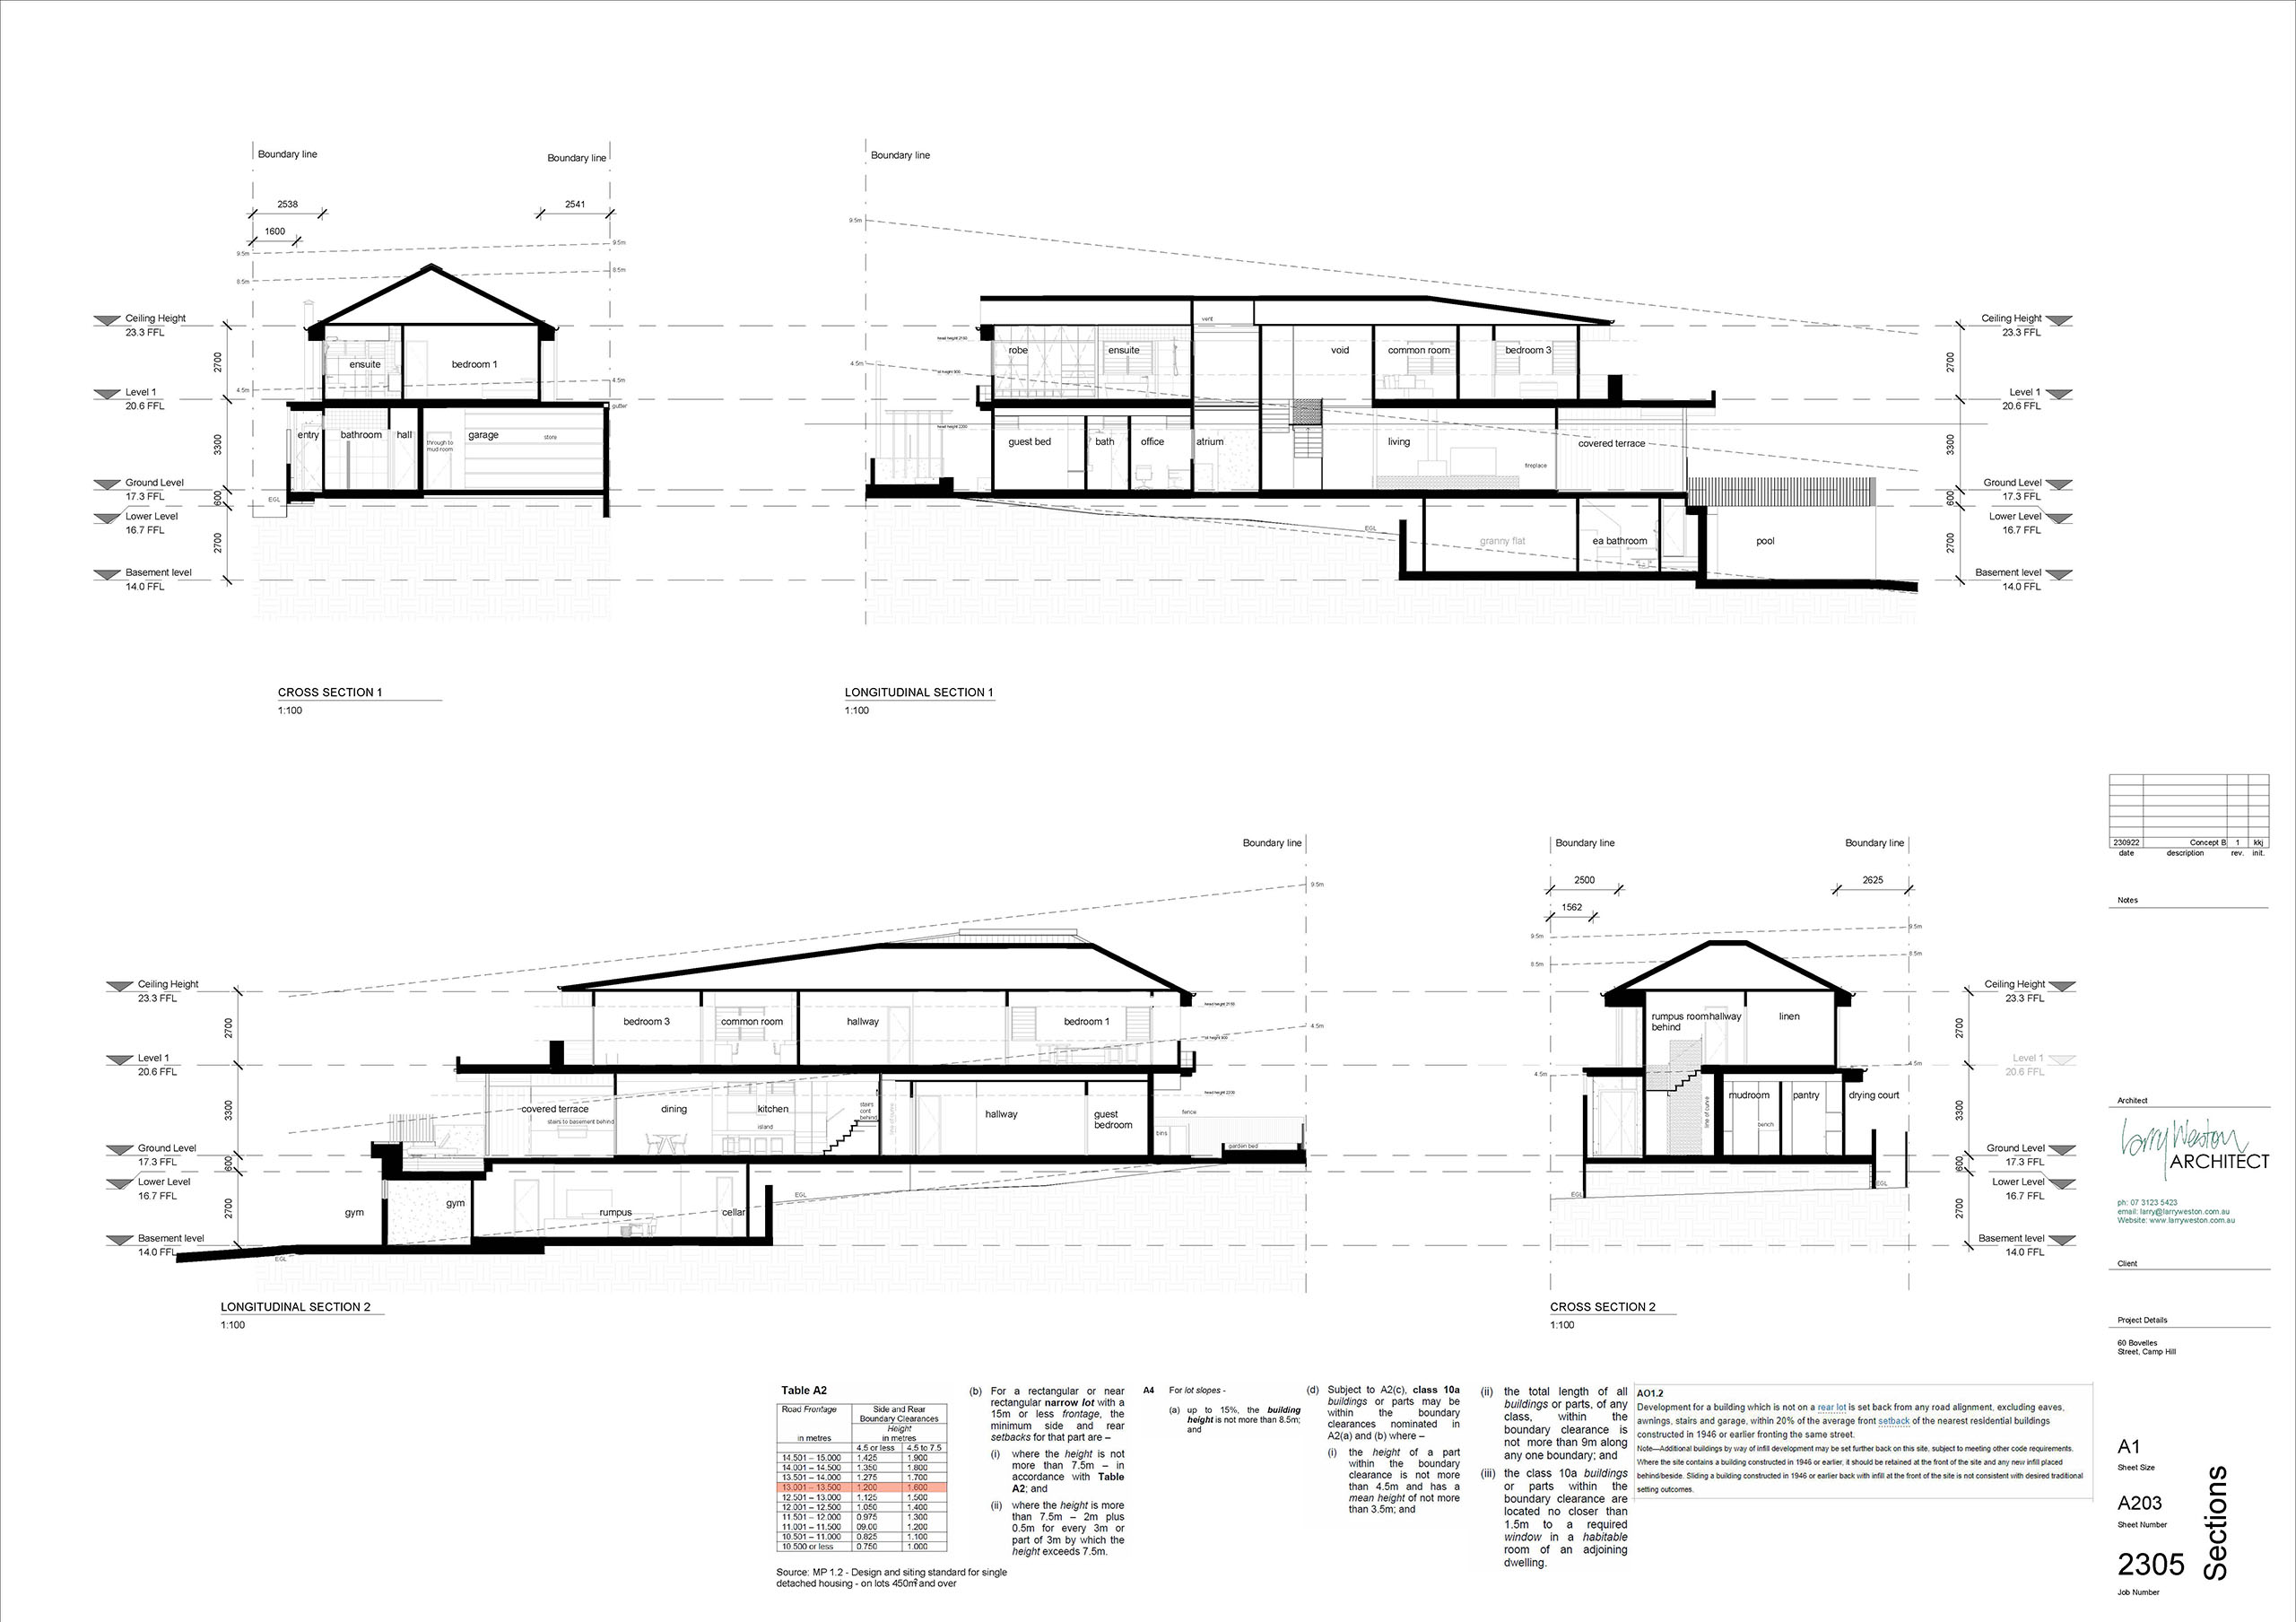 Boundary line
Boundary line
2538
2541
1600
9.5m
9.5m
8.5m
8.5m
Ceiling Height
23.3 FFL
2700
ensuite
bedroom 1
4.5m
4.5m
Level 1
20.6 FFL
gutter
3300
entry
bathroom
hall
through to
mud room
garage
store
Ground Level
17.3 FFL
600
EGL
Lower Level
16.7 FFL
2700
Basement level
14.0 FFL
CROSS SECTION 1
1:100
Boundary line
9.5m
vent
head height 2150
robe
ensuite
void
common room
bedroom 3
4.5m
head height 2200
guest bed
bath
office
atrium
living
fireplace
covered terrace
EGL
granny flat
ea bathroom
pool
Ceiling Height
23.3 FFL
2700
Level 1
20.6 FFL
3300
Ground Level
17.3 FFL
600
Lower Level
16.7 FFL
2700
Basement level
14.0 FFL
LONGITUDINAL SECTION 1
1:100
Boundary line
9.5m
Ceiling Height
23.3 FFL
2700
bedroom 3
common room
hallway
bedroom 1
head height 2150
4.5m
Level 1
20.6 FFL
3300
covered terrace
stairs to basement behind
dining
kitchen
island
stairs
cont
behind
line of curve
hallway
guest
bedroom
head height 2200
fence
bins
garden bed
Ground Level
17.3 FFL
600
Lower Level
16.7 FFL
2700
gym
gym
rumpus
cellar
EGL
Basement level
14.0 FFL
EGL
LONGITUDINAL SECTION 2
1:100
Boundary line
Boundary line
2500
2625
1562
9.5m
9.5m
8.5m
8.5m
rumpus room
behind
hallway
linen
4.5m
4.5m
line of curve
mudroom
bench
pantry
drying court
EGL
EGL
Ceiling Height
23.3 FFL
2700
Level 1
20.6 FFL
3300
Ground Level
17.3 FFL
600
Lower Level
16.7 FFL
2700
Basement level
14.0 FFL
CROSS SECTION 2
1:100
Table A2
Road Frontage
in metres
Side and Rear
Boundary Clearances
Height
in metres
4.5 or less 4.5 to 7.5
14.501 – 15.000 1.425 1.900
14.001 – 14.500 1.350 1.800
13.501 – 14.000 1.275 1.700
13.001 – 13.500 1.200 1.600
12.501 – 13.000 1.125 1.500
12.001 – 12.500 1.050 1.400
11.501 – 12.000 0.975 1.300
11.001 – 11.500 09.00 1.200
10.501 – 11.000 0.825 1.100
10.500 or less 0.750 1.000
Source: MP 1.2 - Design and siting standard for single
detached housing - on lots 450m² and over
(b) For a rectangular or near
rectangular narrow lot with a
15m or less frontage, the
minimum side and rear
setbacks for that part are –
(i) where the height is not
more than 7.5m – in
accordance with Table
A2; and
(ii) where the height is more
than 7.5m – 2m plus
0.5m for every 3m or
part of 3m by which the
height exceeds 7.5m.
A4 For lot slopes -
(a) up to 15%, the building
height is not more than 8.5m;
and
(d) Subject to A2(c), class 10a
buildings or parts may be
within the boundary
clearances nominated in
A2(a) and (b) where –
(i) the height of a part
within the boundary
clearance is not more
than 4.5m and has a
mean height of not more
than 3.5m; and
(ii) the total length of all
buildings or parts, of any
class, within the
boundary clearance is
not more than 9m along
any one boundary; and
(iii) the class 10a buildings
or parts within the
boundary clearance are
located no closer than
1.5m to a required
window in a habitable
room of an adjoining
dwelling.
AO1.2
Development for a building which is not on a rear lot is set back from any road alignment, excluding eaves,
awnings, stairs and garage, within 20% of the average front setback of the nearest residential buildings
constructed in 1946 or earlier fronting the same street.
Note—Additional buildings by way of infill development may be set further back on this site, subject to meeting other code requirements.
Where the site contains a building constructed in 1946 or earlier, it should be retained at the front of the site and any new infill placed
behind/beside. Sliding a building constructed in 1946 or earlier back with infill at the front of the site is not consistent with desired traditional
setting outcomes.
230922 Concept B 1 kkj
date description rev. init.
Notes
Architect
Larry Weston
ARCHITECT
ph: 07 3123 5423
email: larry@larryweston.com.au
Website: www.larryweston.com.au
Client
Project Details
60 Bovelles
Street, Camp Hill
A1
Sheet Size
A203
Sheet Number
2305
Job Number
Sections